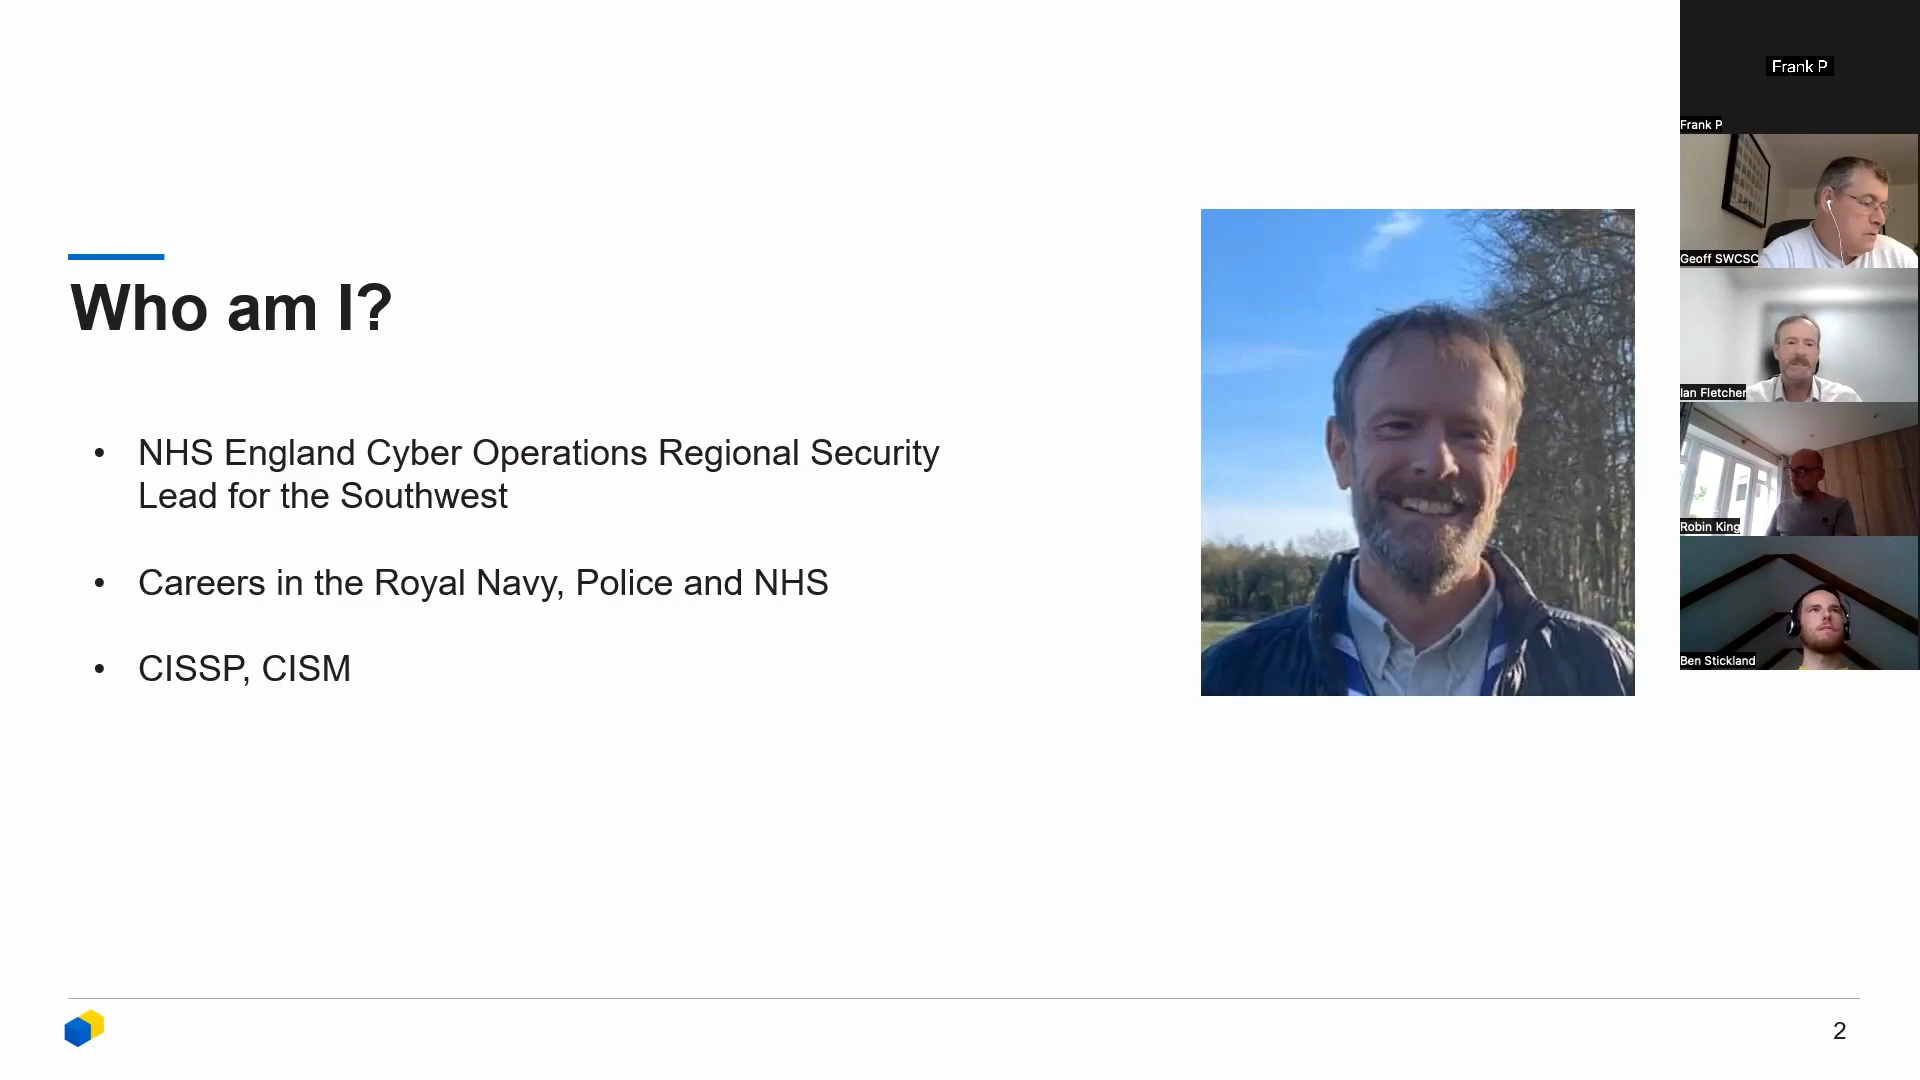 Who am I?
• NHS England Cyber Operations Regional Security
Lead for the Southwest
• Careers in the Royal Navy, Police and NHS
• CISSP, CISM
2
Frank P
Frank P
Geoff SWCSC
Ian Fletcher
Robin King
Ben Stickland